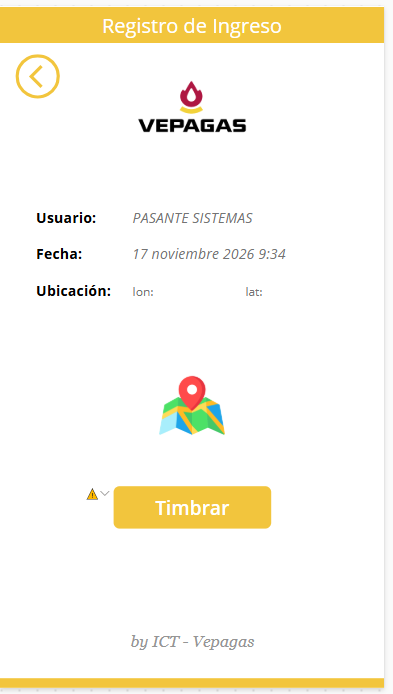 Registro de Ingreso
VEPAGAS
Usuario: PASANTE SISTEMAS
Fecha: 17 noviembre 2026 9:34
Ubicación: lon: lat:
Timbrar
by ICT - Vepagas